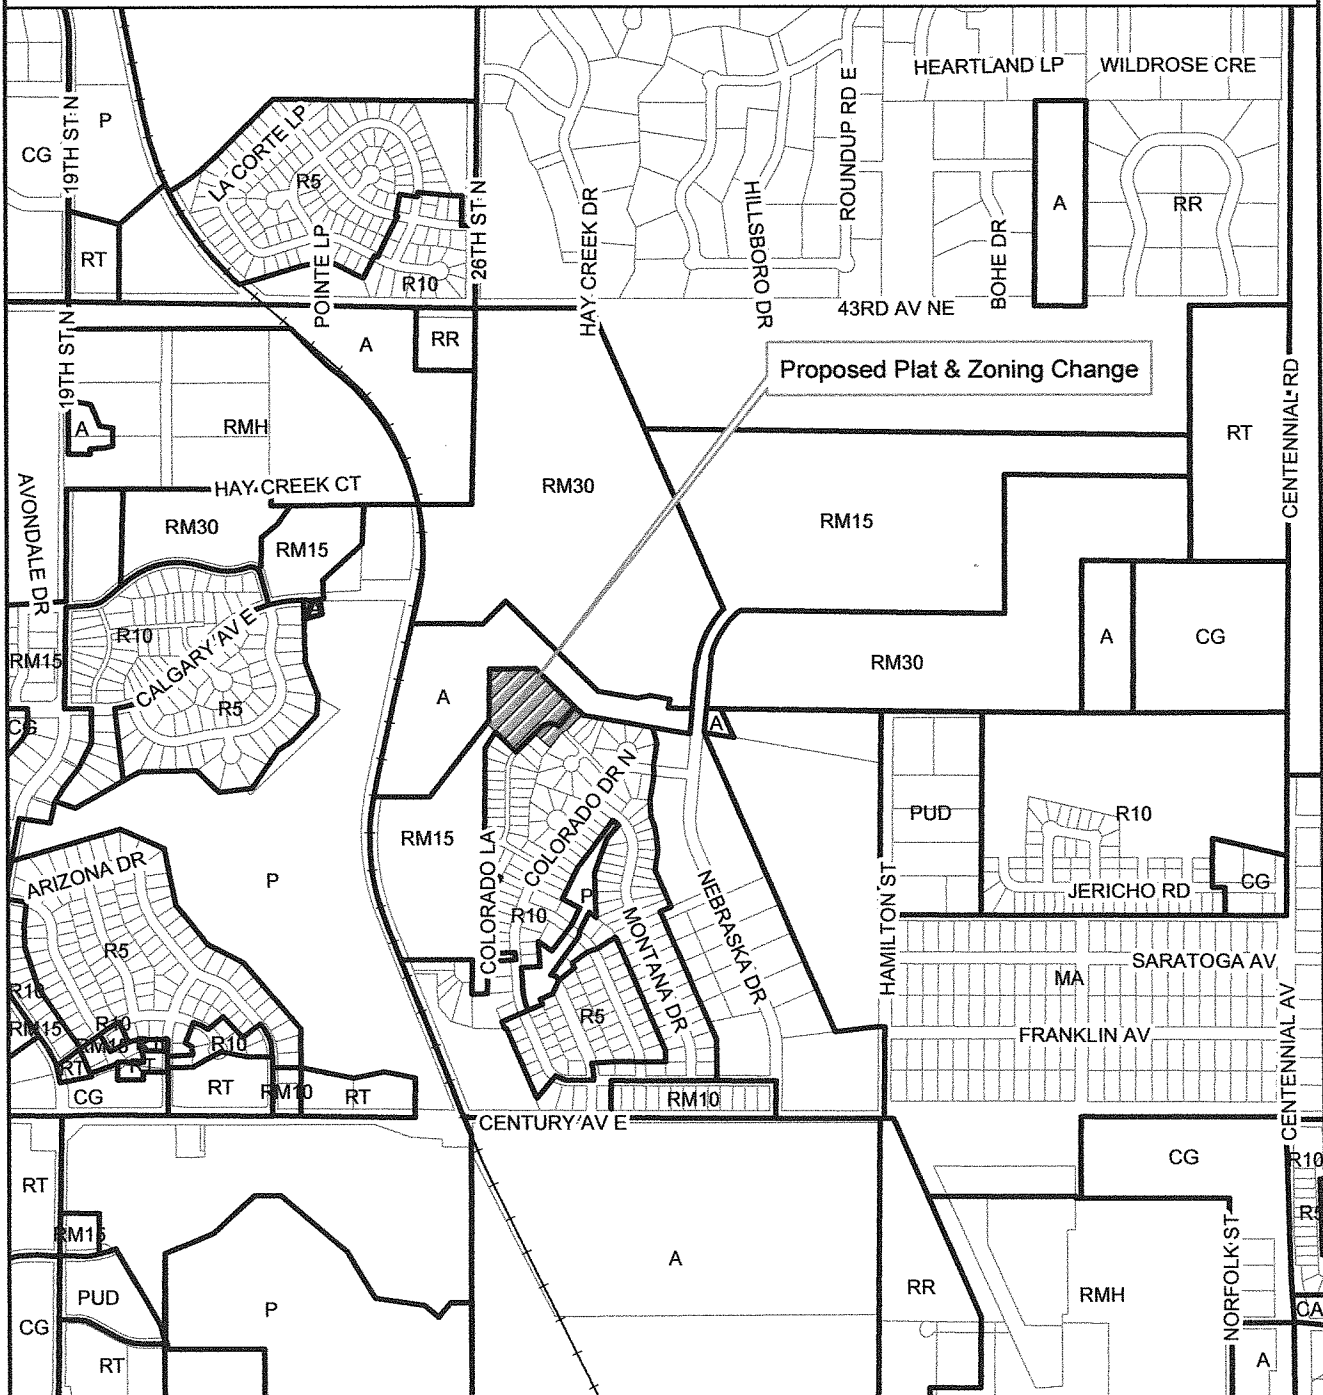 HEARTLAND LP
WILDROSE CRE
19TH ST N
P
CG
LA CORTE LP
R5
ROUNDUP RD E
26TH ST N
HAY CREEK DR
HILLSBORO DR
BOHE DR
A
RR
RT
POINTE LP
R10
43RD AV NE
19TH ST N
A
RR
Proposed Plat & Zoning Change
CENTENNIAL RD
A
RMH
RT
AVONDALE DR
HAY CREEK CT
RM30
RM15
RM30
RM15
A
R10
CALGARY AV E
RM15
R5
A
RM30
A
CG
CG
A
COLORADO DR N
PUD
R10
RM15
COLORADO LA
ARIZONA DR
P
P
R10
MONTANA DR
NEBRASKA DR
HAMILTON ST
JERICHO RD
CG
R5
SARATOGA AV
MA
R10
RM15
R10
RM15
RT
RT
R10
R5
FRANKLIN AV
CENTENNIAL AV
CG
RT
RM10
RT
RM10
CENTURY AV E
CG
R10
RT
RM15
A
R5
NORFOLK ST
PUD
P
RR
RMH
CG
CA
RT
A